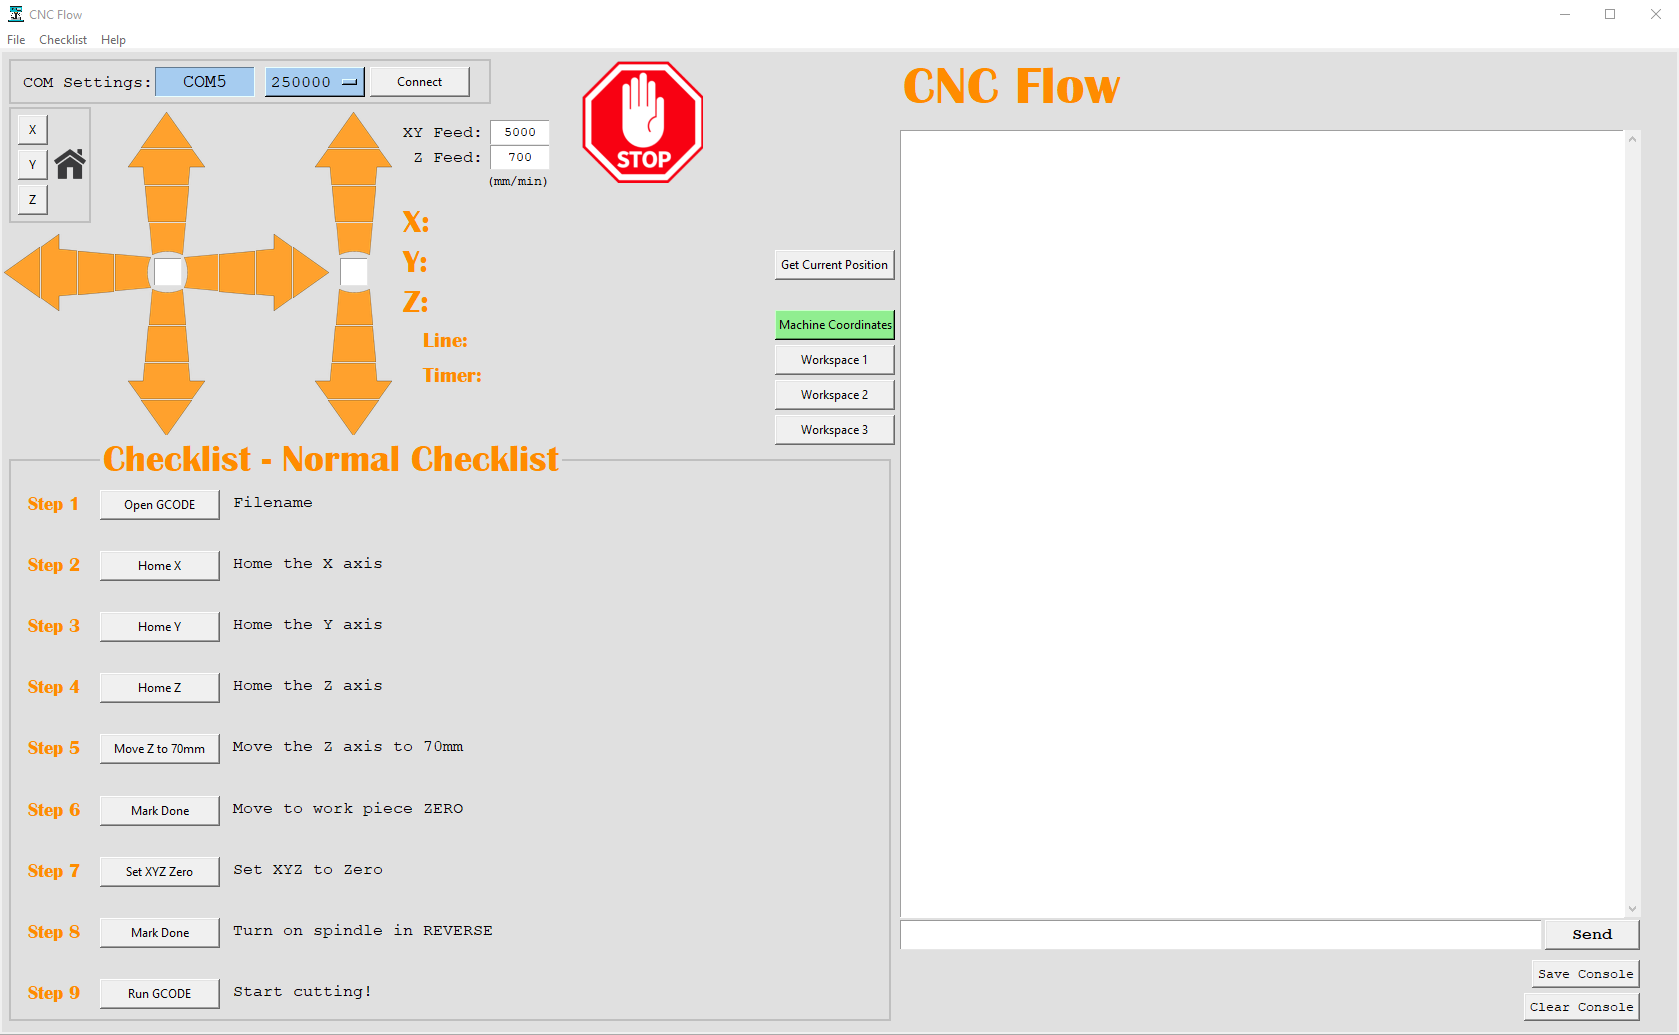 CNC Flow
File Checklist Help
COM Settings: COM5 250000 Connect
X
Y
Z
XY Feed: 5000
Z Feed: 700
(mm/min)
STOP
X:
Y:
Z:
Line:
Timer:
Get Current Position
Machine Coordinates
Workspace 1
Workspace 2
Workspace 3
CNC Flow
Checklist - Normal Checklist
Step 1 Open GCODE Filename
Step 2 Home X Home the X axis
Step 3 Home Y Home the Y axis
Step 4 Home Z Home the Z axis
Step 5 Move Z to 70mm Move the Z axis to 70mm
Step 6 Mark Done Move to work piece ZERO
Step 7 Set XYZ Zero Set XYZ to Zero
Step 8 Mark Done Turn on spindle in REVERSE
Step 9 Run GCODE Start cutting!
Send
Save Console
Clear Console